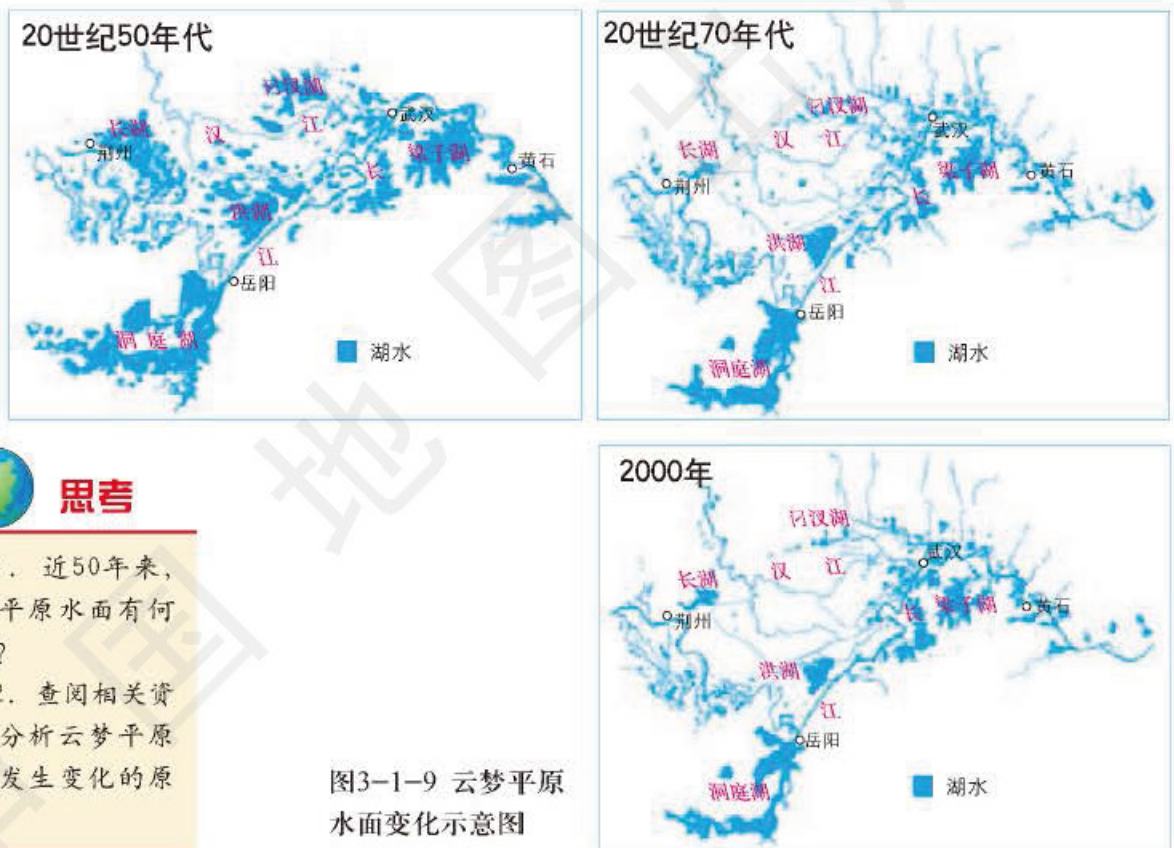 20世纪50年代
汈汊湖
武汉
长湖
汉
江
荆州
长
梁子湖
黄石
洪湖
江
岳阳
洞庭湖
湖水
20世纪70年代
汈汊湖
武汉
长湖
汉 江
荆州
梁子湖
黄石
长
洪湖
江
岳阳
洞庭湖
湖水
思考
. 近50年来,
平原水面有何
?
. 查阅相关资
分析云梦平原
发生变化的原
图3-1-9 云梦平原
水面变化示意图
2000年
汈汊湖
武汉
长湖
汉 江
荆州
长
梁子湖
黄石
洪湖
江
岳阳
洞庭湖
湖水
地
图
国